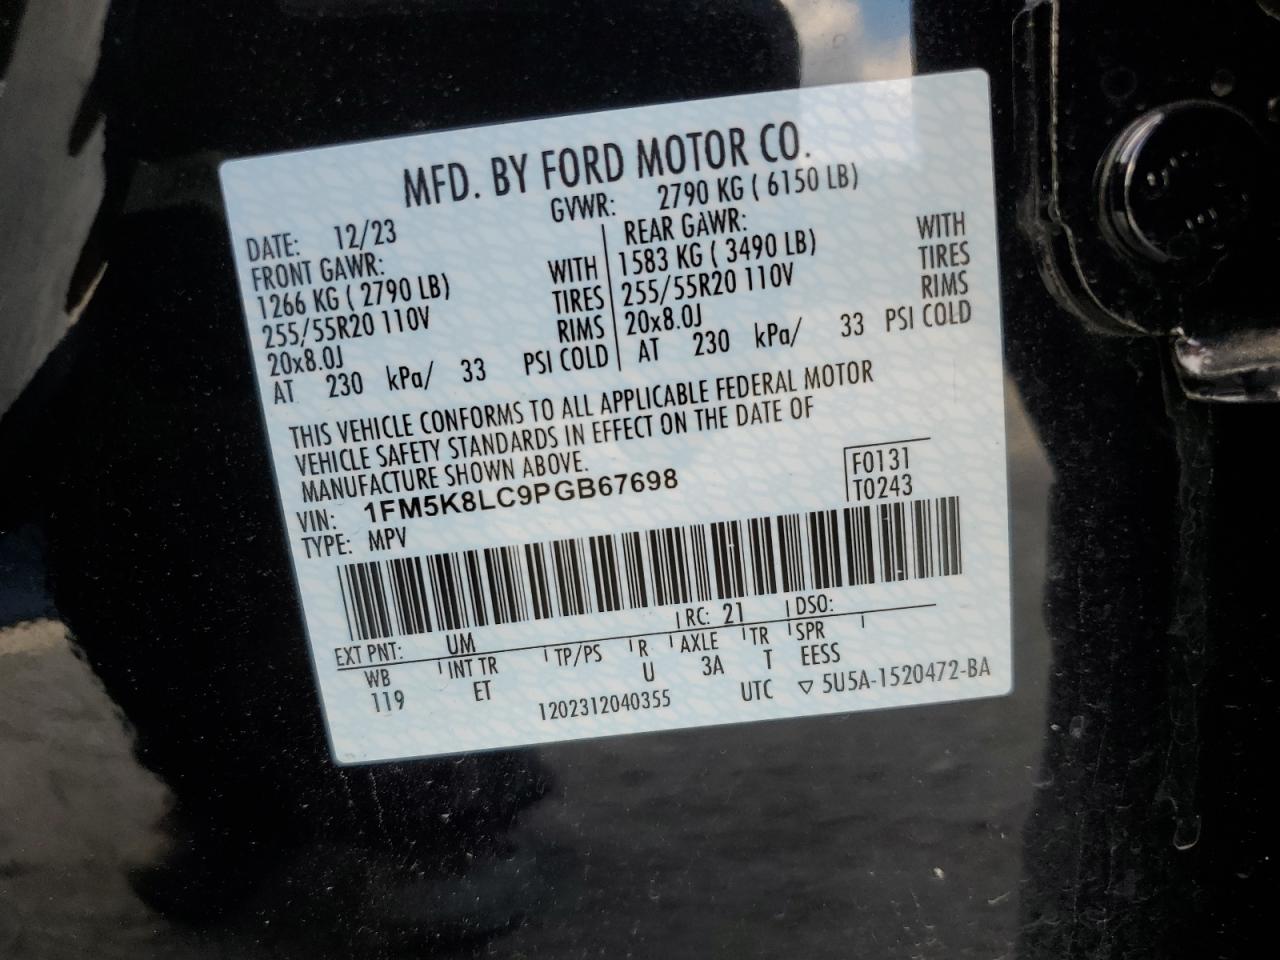 MFD. BY FORD MOTOR CO.
DATE: 12/23 GVWR: 2790 KG ( 6150 LB)
FRONT GAWR: WITH
1266 KG ( 2790 LB) TIRES
255/55R20 110V RIMS
20x8.0J
AT 230 kPa/ 33 PSI COLD
REAR GAWR: WITH
1583 KG ( 3490 LB) TIRES
255/55R20 110V RIMS
20x8.0J
AT 230 kPa/ 33 PSI COLD
THIS VEHICLE CONFORMS TO ALL APPLICABLE FEDERAL MOTOR
VEHICLE SAFETY STANDARDS IN EFFECT ON THE DATE OF
MANUFACTURE SHOWN ABOVE.
VIN: 1FM5K8LC9PGB67698
TYPE: MPV
F0131
T0243
EXT PNT: UM RC: 21 DSO:
WB INT TR TP/PS R AXLE TR SPR
119 ET U 3A T EESS
1202312040355 UTC ▽ 5U5A-1520472-BA